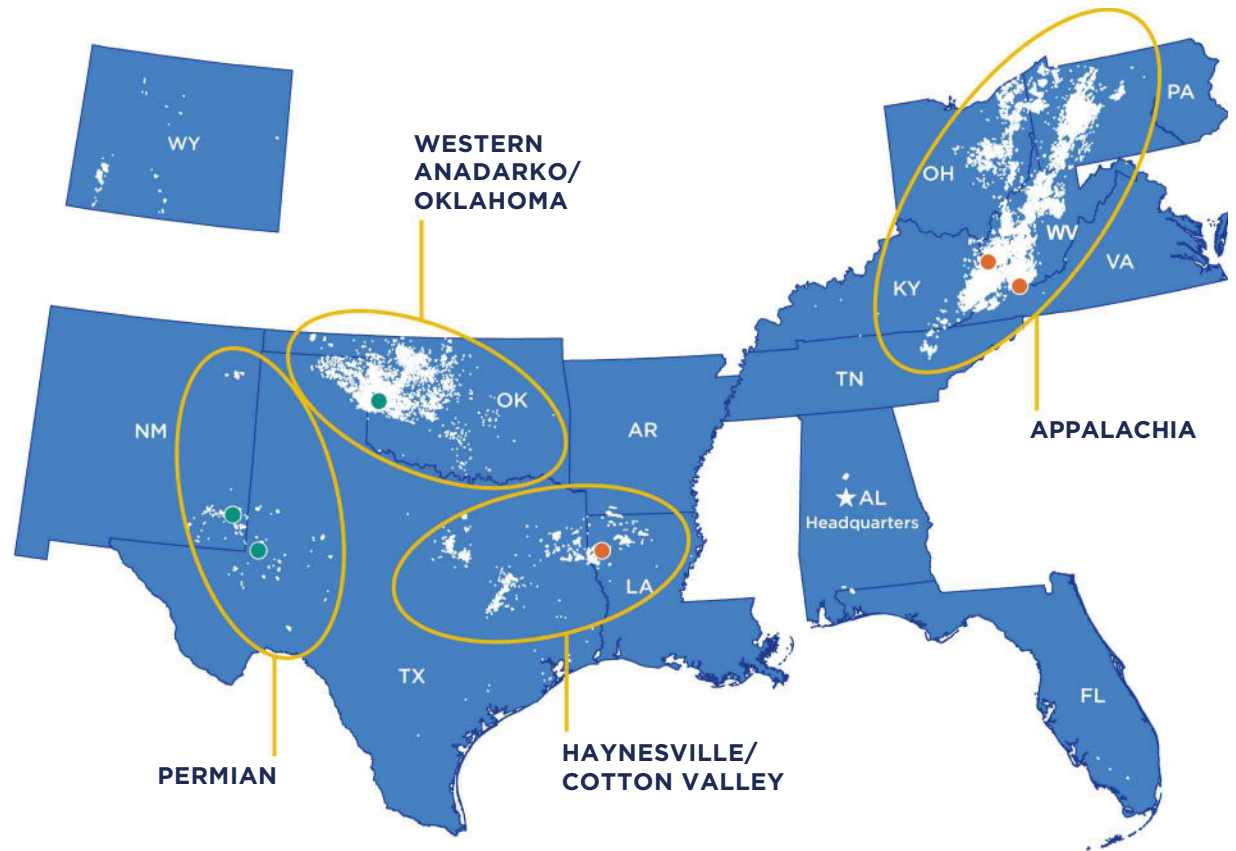 WY
WESTERN
ANADARKO/
OKLAHOMA
PA
OH
WV
VA
KY
TN
APPALACHIA
NM
OK
AR
AL
Headquarters
LA
TX
FL
PERMIAN
HAYNESVILLE/
COTTON VALLEY